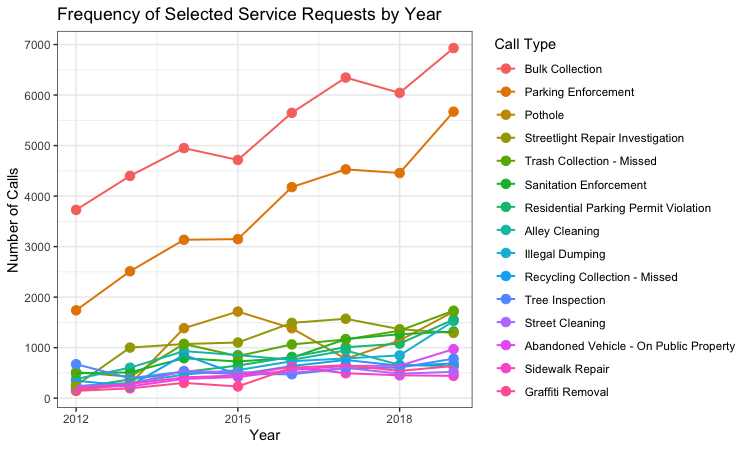 Frequency of Selected Service Requests by Year
7000
6000
5000
4000
3000
2000
1000
0
Number of Calls
2012
2015
2018
Year
Call Type
Bulk Collection
Parking Enforcement
Pothole
Streetlight Repair Investigation
Trash Collection - Missed
Sanitation Enforcement
Residential Parking Permit Violation
Alley Cleaning
Illegal Dumping
Recycling Collection - Missed
Tree Inspection
Street Cleaning
Abandoned Vehicle - On Public Property
Sidewalk Repair
Graffiti Removal